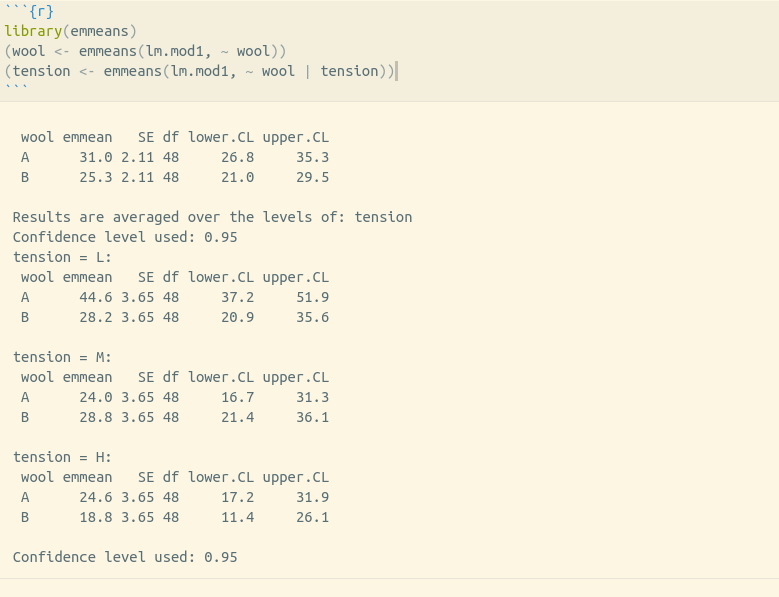 ```{r}
library(emmeans)
(wool <- emmeans(lm.mod1, ~ wool))
(tension <- emmeans(lm.mod1, ~ wool | tension))
```
wool emmean   SE df lower.CL upper.CL
A      31.0 2.11 48     26.8     35.3
B      25.3 2.11 48     21.0     29.5
Results are averaged over the levels of: tension
Confidence level used: 0.95
tension = L:
wool emmean   SE df lower.CL upper.CL
A      44.6 3.65 48     37.2     51.9
B      28.2 3.65 48     20.9     35.6
tension = M:
wool emmean   SE df lower.CL upper.CL
A      24.0 3.65 48     16.7     31.3
B      28.8 3.65 48     21.4     36.1
tension = H:
wool emmean   SE df lower.CL upper.CL
A      24.6 3.65 48     17.2     31.9
B      18.8 3.65 48     11.4     26.1
Confidence level used: 0.95